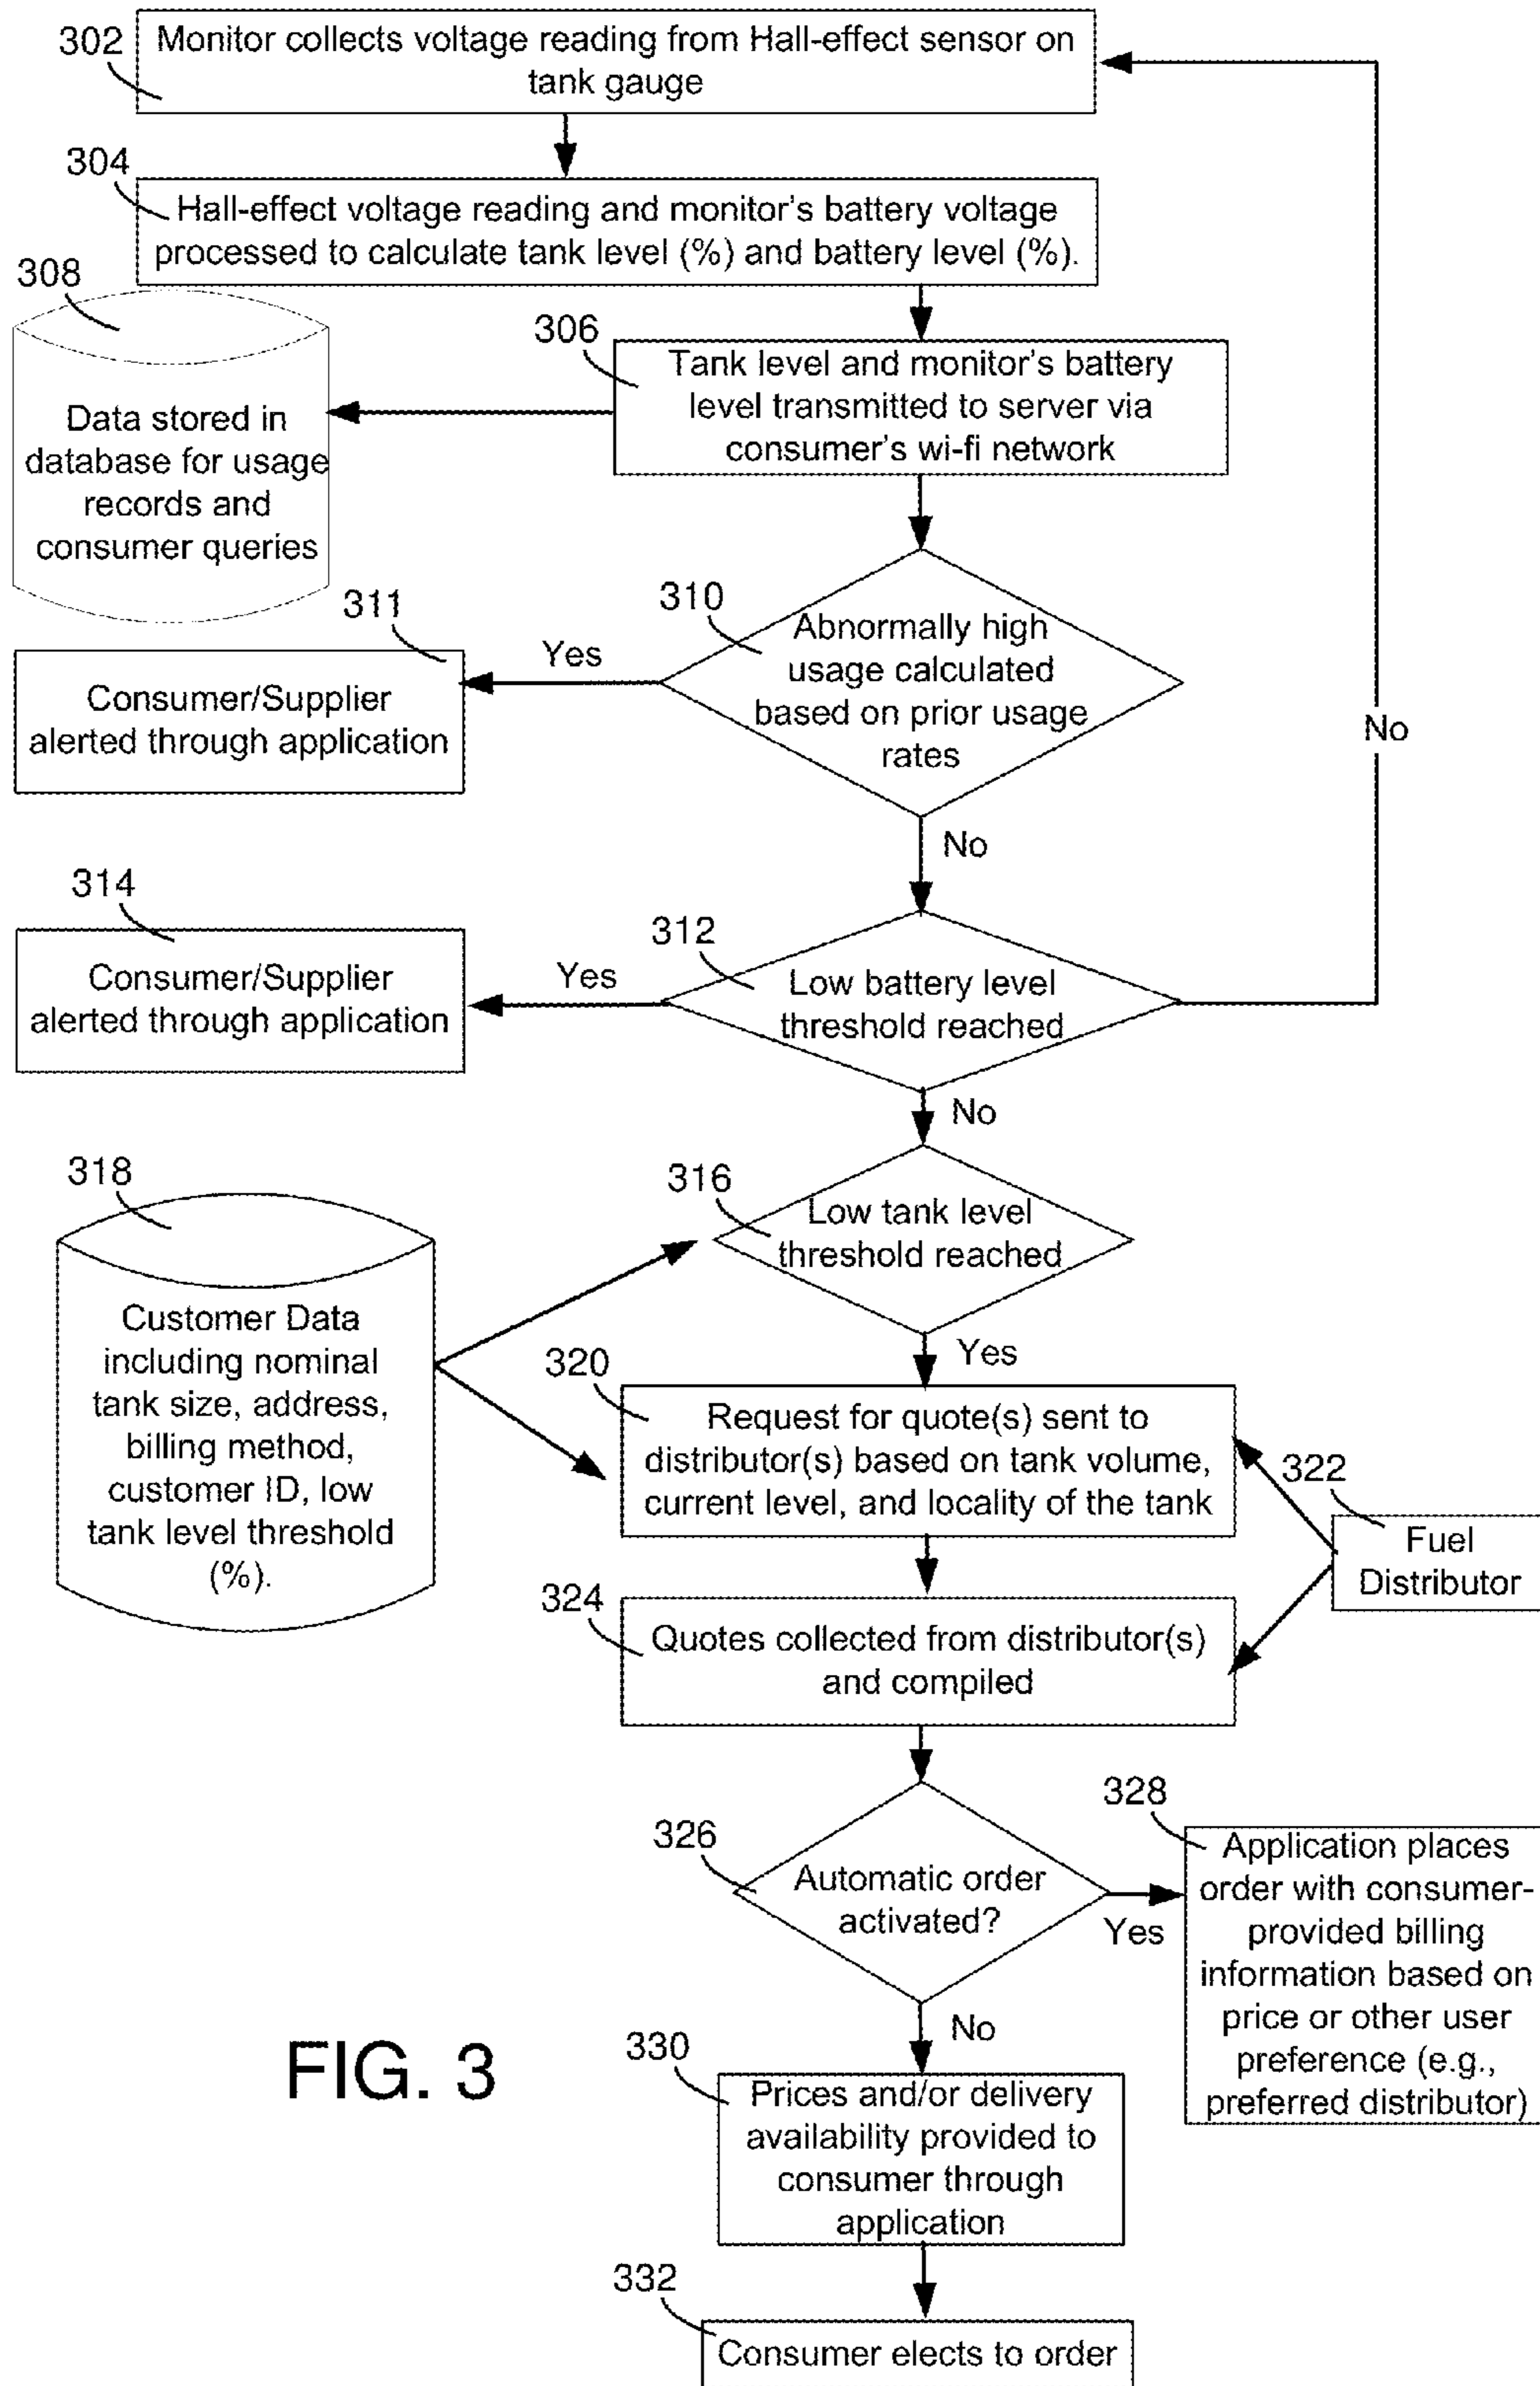 302
Monitor collects voltage reading from Hall-effect sensor on
tank gauge
304
Hall-effect voltage reading and monitor's battery voltage
processed to calculate tank level (%) and battery level (%).
308
Data stored in
database for usage
records and
consumer queries
306
Tank level and monitor's battery
level transmitted to server via
consumer's wi-fi network
310
Abnormally high
usage calculated
based on prior usage
rates
Yes
311
Consumer/Supplier
alerted through application
No
No
312
Low battery level
threshold reached
Yes
314
Consumer/Supplier
alerted through application
No
316
Low tank level
threshold reached
318
Customer Data
including nominal
tank size, address,
billing method,
customer ID, low
tank level threshold
(%).
Yes
320
Request for quote(s) sent to
distributor(s) based on tank volume,
current level, and locality of the tank
322
Fuel
Distributor
324
Quotes collected from distributor(s)
and compiled
326
Automatic order
activated?
Yes
328
Application places
order with consumer-
provided billing
information based on
price or other user
preference (e.g.,
preferred distributor)
No
330
Prices and/or delivery
availability provided to
consumer through
application
332
Consumer elects to order
FIG. 3